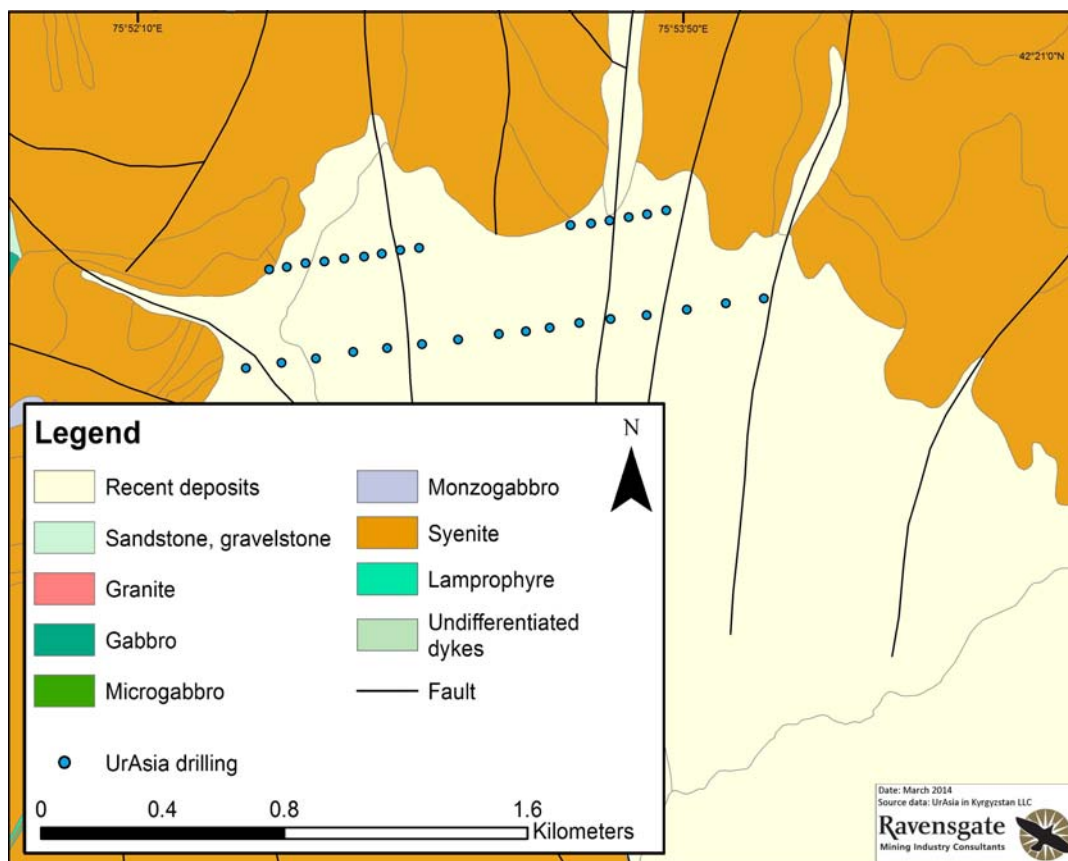 75°52'10"E
75°53'50"E
42°21'0"N
Legend
Recent deposits
Sandstone, gravelstone
Granite
Gabbro
Microgabbro
Monzogabbro
Syenite
Lamprophyre
Undifferentiated
dykes
Fault
N
UrAsia drilling
0 0.4 0.8 1.6
Kilometers
Date: March 2014
Source data: UrAsia in Kyrgyzstan LLC
Ravensgate
Mining Industry Consultants